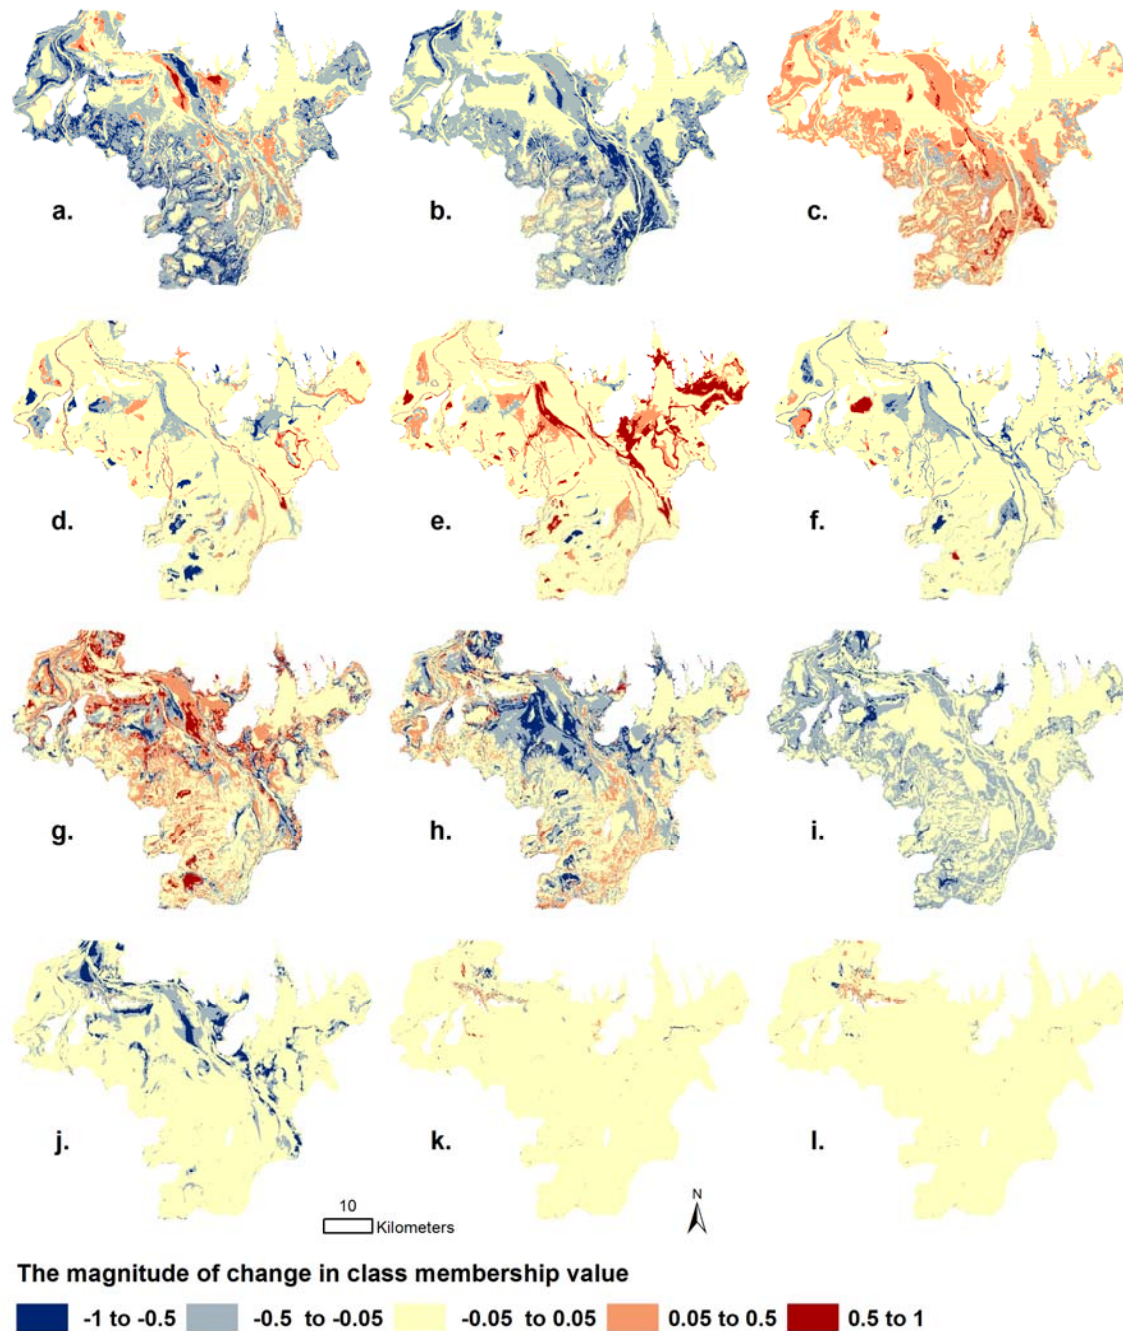 a. b. c.
d. e. f.
g. h. i.
j. k. l.
10
Kilometers
N
The magnitude of change in class membership value
-1 to -0.5 -0.5 to -0.05 -0.05 to 0.05 0.05 to 0.5 0.5 to 1